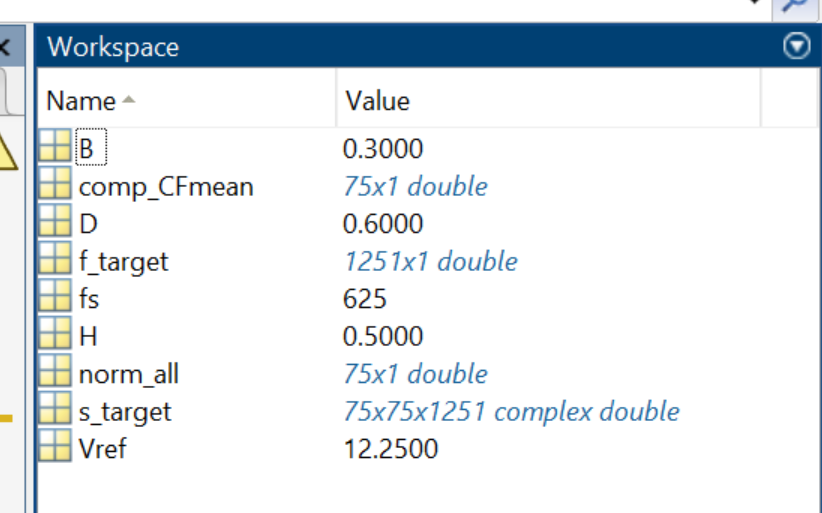 Workspace
Name Value
B 0.3000
comp_CFmean 75x1 double
D 0.6000
f_target 1251x1 double
fs 625
H 0.5000
norm_all 75x1 double
s_target 75x75x1251 complex double
Vref 12.2500